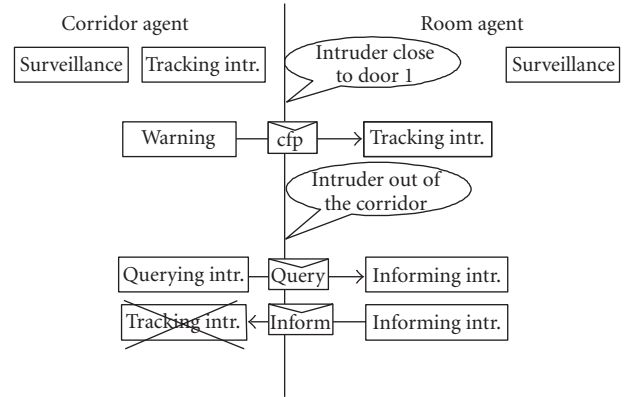 Corridor agent
Room agent
Surveillance
Tracking intr.
Intruder close
to door 1
Surveillance
Warning
cfp
Tracking intr.
Intruder out of
the corridor
Querying intr.
Query
Informing intr.
Tracking intr.
Inform
Informing intr.